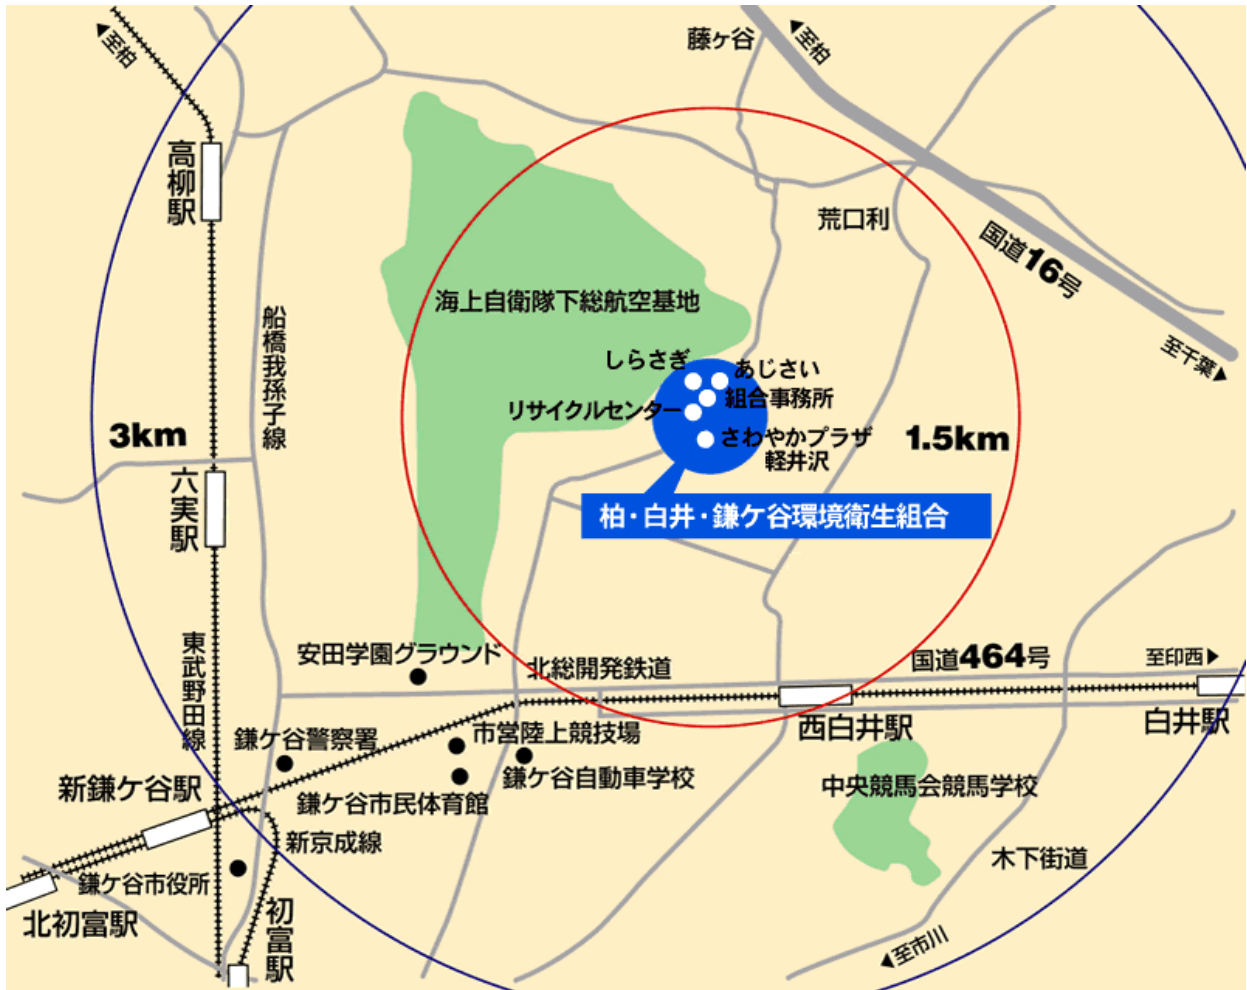 ◀至柏
藤ヶ谷
◀至柏
高柳駅
荒口利
国道16号
海上自衛隊下総航空基地
船橋我孫子線
至千葉▶
しらさぎ
あじさい
組合事務所
リサイクルセンター
さわやかプラザ
軽井沢
3km
1.5km
六実駅
柏・白井・鎌ケ谷環境衛生組合
東武野田線
安田学園グラウンド
北総開発鉄道
国道464号
至印西▶
西白井駅
白井駅
鎌ケ谷警察署
市営陸上競技場
新鎌ケ谷駅
鎌ケ谷自動車学校
中央競馬会競馬学校
鎌ケ谷市民体育館
新京成線
木下街道
鎌ケ谷市役所
北初富駅
初富駅
◀至市川